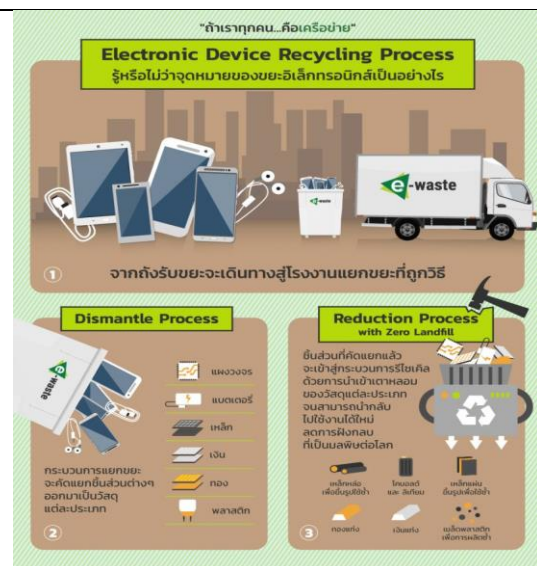 "ถ้าเราทุกคน...คือเครือข่าย"
Electronic Device Recycling Process
รู้หรือไม่ว่าจุดหมายของขยะอิเล็กทรอนิกส์เป็นอย่างไร
e-waste
e-waste
1
จากถังรับขยะจะเดินทางสู่โรงงานแยกขยะที่ถูกวิธี
Dismantle Process
e-waste
แผงวงจร
แบตเตอรี่
เหล็ก
เงิน
ทอง
พลาสติก
กระบวนการแยกขยะ
จะคัดแยกชิ้นส่วนต่างๆ
ออกมาเป็นวัสดุ
แต่ละประเภท
2
Reduction Process
with Zero Landfill
ชิ้นส่วนที่คัดแยกแล้ว
จะเข้าสู่กระบวนการรีไซเคิล
ด้วยการนำเข้าเตาหลอม
ของวัสดุแต่ละประเภท
จนสามารถนำกลับ
ไปใช้งานได้ใหม่
ลดการฝังกลบ
ที่เป็นมลพิษต่อโลก
เหล็กหล่อ
เพื่อขึ้นรูปใช้ซ้ำ
โคบอลต์
และ ลิเทียม
เหล็กแผ่น
ขึ้นรูปเพื่อใช้ซ้ำ
ทองแท่ง
เงินแท่ง
เม็ดพลาสติก
เพื่อการผลิตซ้ำ
3